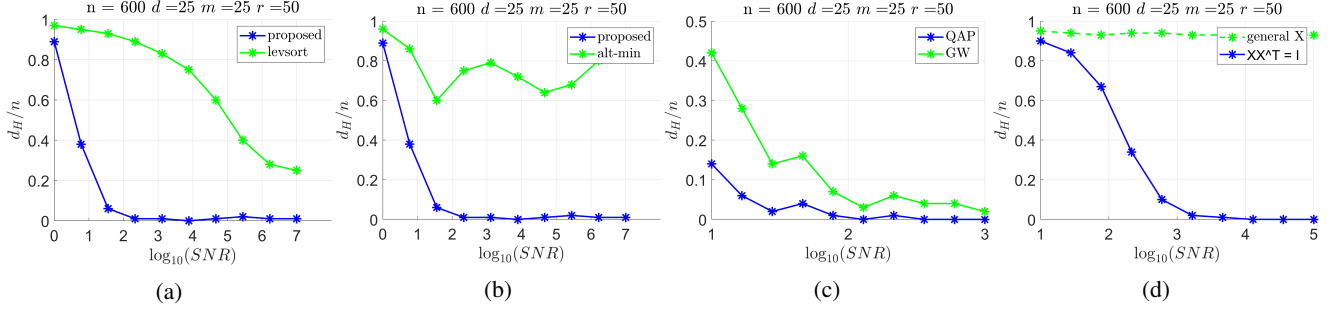 n = 600 d =25 m =25 r =50
d_H/n
1
0.8
0.6
0.4
0.2
0
0 1 2 3 4 5 6 7
log10(SNR)
proposed
levsort
(a)
n = 600 d =25 m =25 r =50
d_H/n
1
0.8
0.6
0.4
0.2
0
0 1 2 3 4 5 6 7
log10(SNR)
proposed
alt-min
(b)
n = 600 d =25 m =25 r =50
d_H/n
0.5
0.4
0.3
0.2
0.1
0
1 2 3
log10(SNR)
QAP
GW
(c)
n = 600 d =25 m =25 r =50
d_H/n
1
0.8
0.6
0.4
0.2
0
1 2 3 4 5
log10(SNR)
general X
XX^T = I
(d)